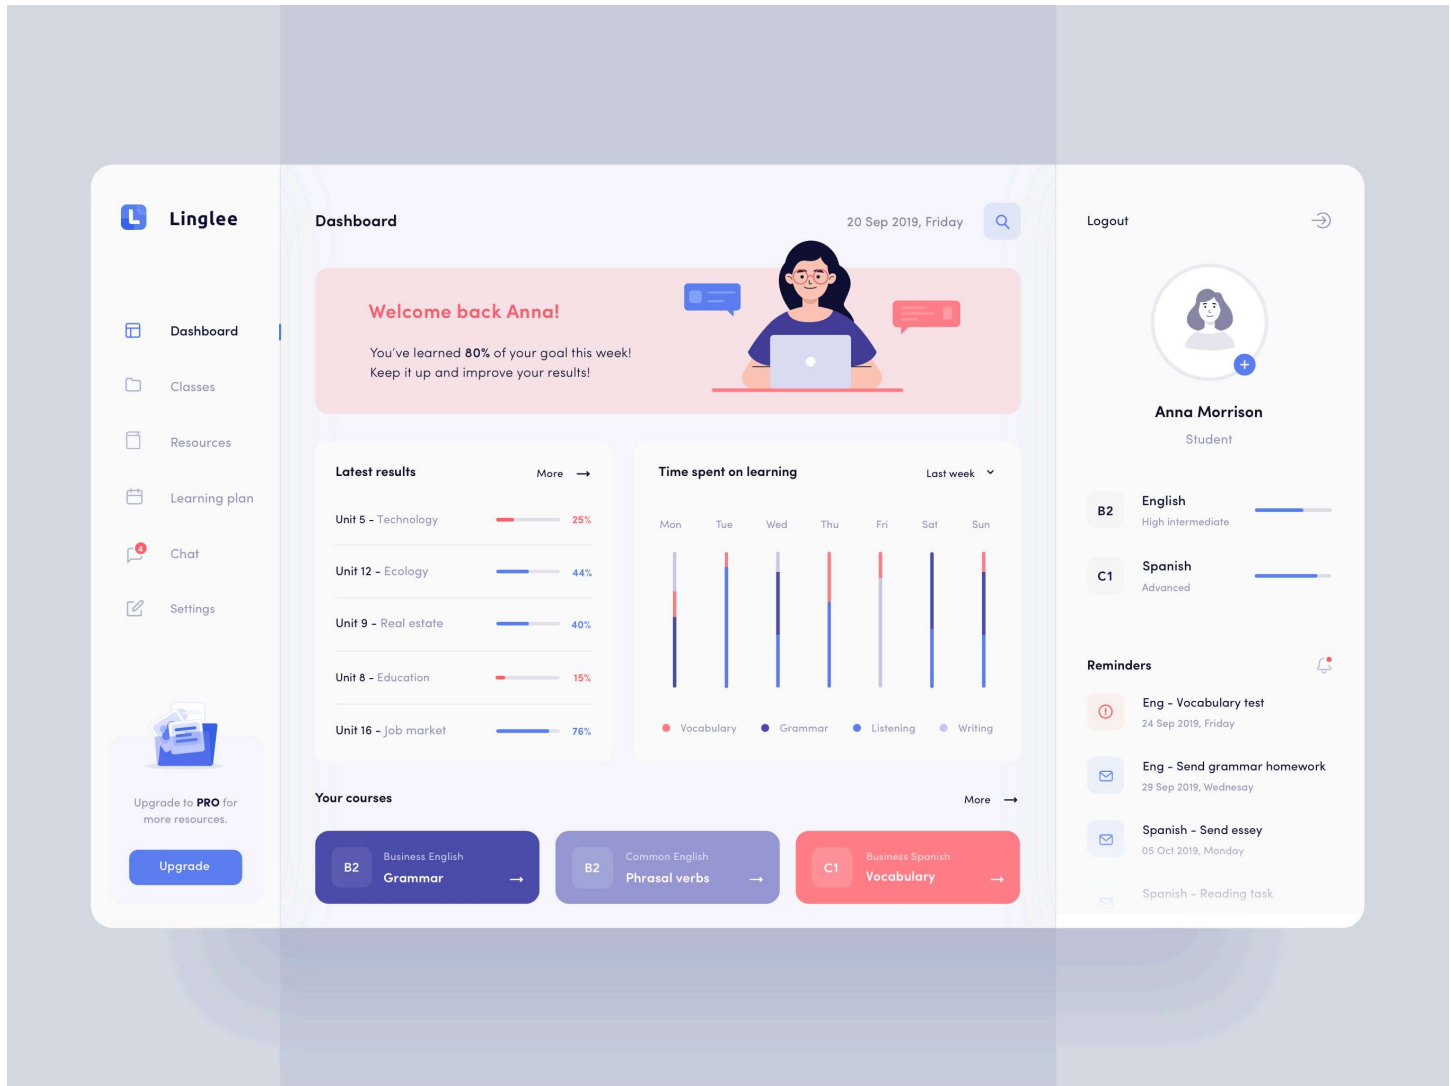 Linglee
Dashboard
Classes
Resources
4
Chat
Learning plan
Settings
Upgrade to PRO for
more resources.
Upgrade
Dashboard
20 Sep 2019, Friday
Welcome back Anna!
You've learned 80% of your goal this week!
Keep it up and improve your results!
Latest results
More →
Unit 5 - Technology 25%
Unit 12 - Ecology 44%
Unit 9 - Real estate 40%
Unit 8 - Education 15%
Unit 16 - Job market 76%
Time spent on learning
Last week
Mon Tue Wed Thu Fri Sat Sun
Vocabulary Grammar Listening Writing
Your courses
More →
B2
Business English
Grammar →
B2
Common English
Phrasal verbs →
C1
Business Spanish
Vocabulary →
Logout
Anna Morrison
Student
B2
English
High intermediate
C1
Spanish
Advanced
Reminders
Eng - Vocabulary test
24 Sep 2019, Friday
Eng - Send grammar homework
29 Sep 2019, Wednesay
Spanish - Send essey
05 Oct 2019, Monday
Spanish - Reading task